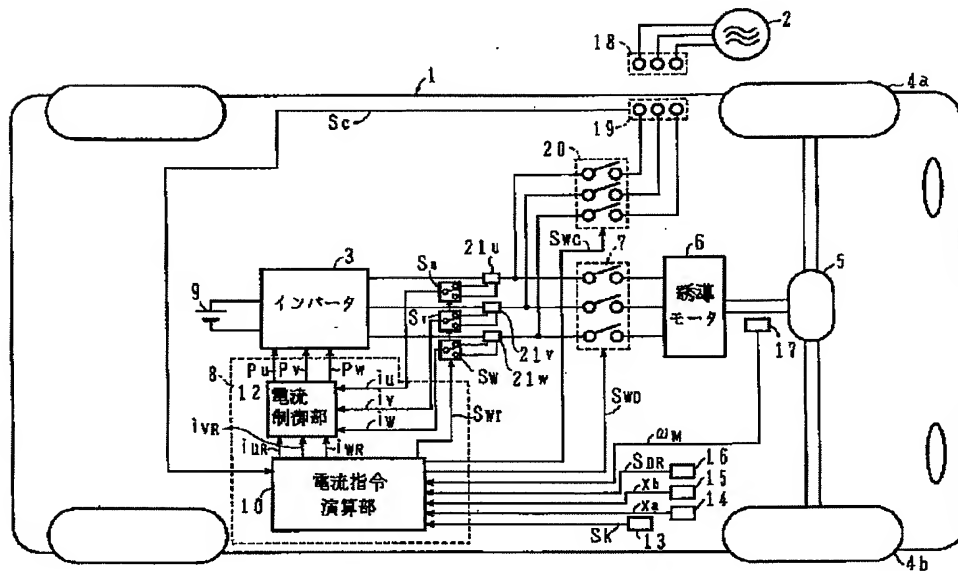 2
18
1
4a
Sc
19
20
Swc
7
6
21u
3
Su
5
9
インバータ
誘導
モータ
Sv
21v
17
Sw
21w
Pu Pv Pw
8
12
電流
制御部
iu
iv
iw
SwI
SWD
ωM
iVR
iuR
iWR
SDR
16
xb
15
電流指令
演算部
xa
14
10
Sk
13
4b